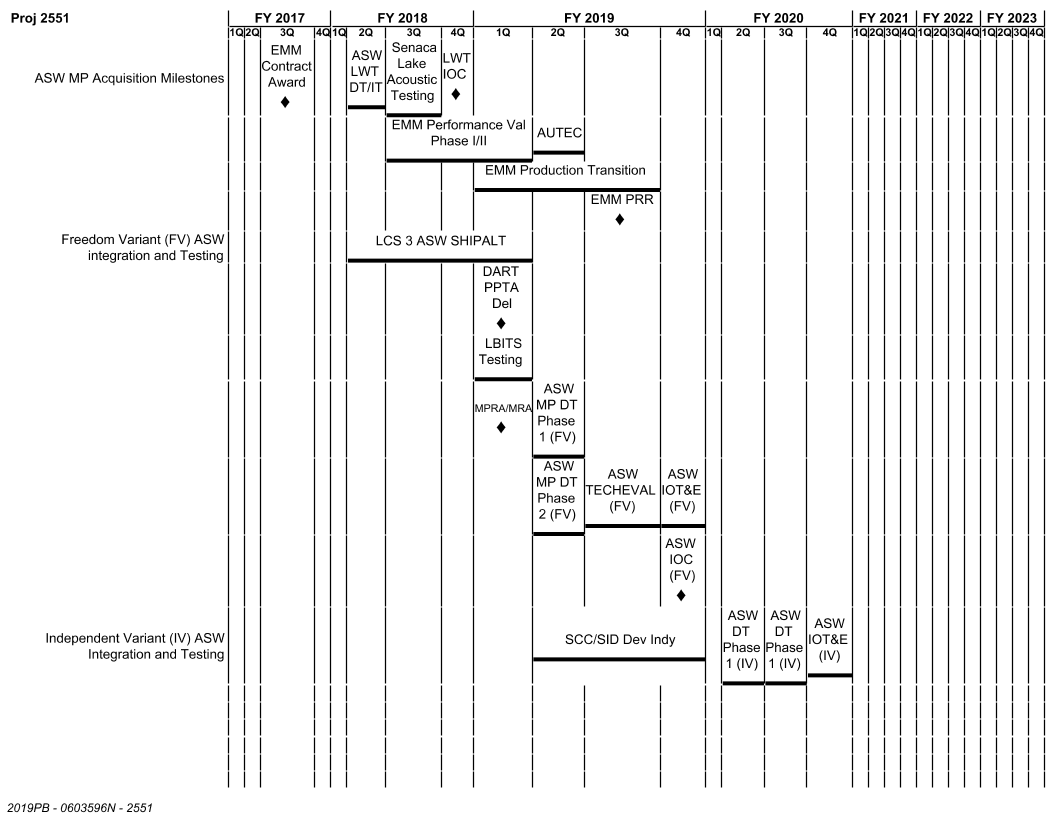 Proj 2551
FY 2017 FY 2018 FY 2019 FY 2020 FY 2021 FY 2022 FY 2023
1Q 2Q 3Q 4Q 1Q 2Q 3Q 4Q 1Q 2Q 3Q 4Q 1Q 2Q 3Q 4Q 1Q 2Q 3Q 4Q 1Q 2Q 3Q 4Q 1Q 2Q 3Q 4Q
ASW MP Acquisition Milestones
EMM
Contract
Award
ASW
LWT
DT/IT
Senaca
Lake
Acoustic
Testing
LWT
IOC
EMM Performance Val
Phase I/II
AUTEC
EMM Production Transition
EMM PRR
Freedom Variant (FV) ASW
integration and Testing
LCS 3 ASW SHIPALT
DART
PPTA
Del
LBITS
Testing
MPRA/MRA
ASW
MP DT
Phase
1 (FV)
ASW
MP DT
Phase
2 (FV)
ASW
TECHEVAL
(FV)
ASW
IOT&E
(FV)
ASW
IOC
(FV)
Independent Variant (IV) ASW
Integration and Testing
SCC/SID Dev Indy
ASW
DT
Phase
1 (IV)
ASW
DT
Phase
1 (IV)
ASW
IOT&E
(IV)
2019PB - 0603596N - 2551